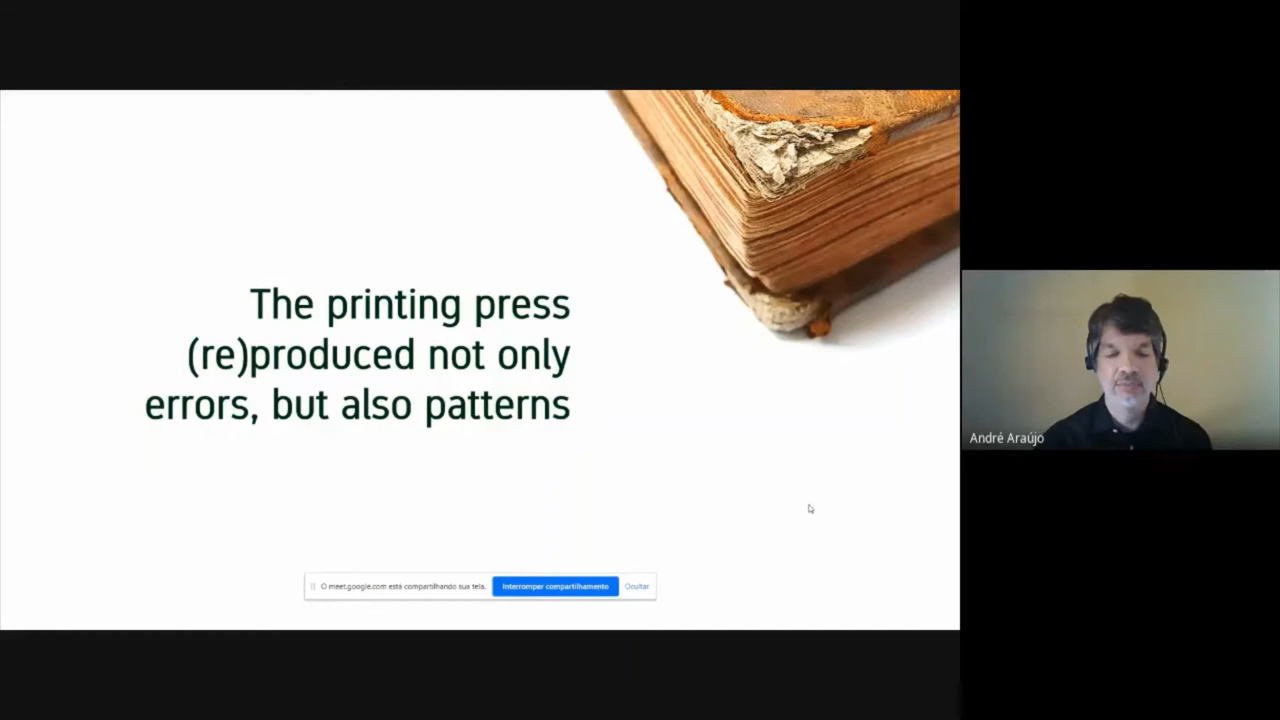 The printing press
(re)produced not only
errors, but also patterns
O meet.google.com está compartilhando sua tela.
Interromper compartilhamento
Ocultar
André Araújo